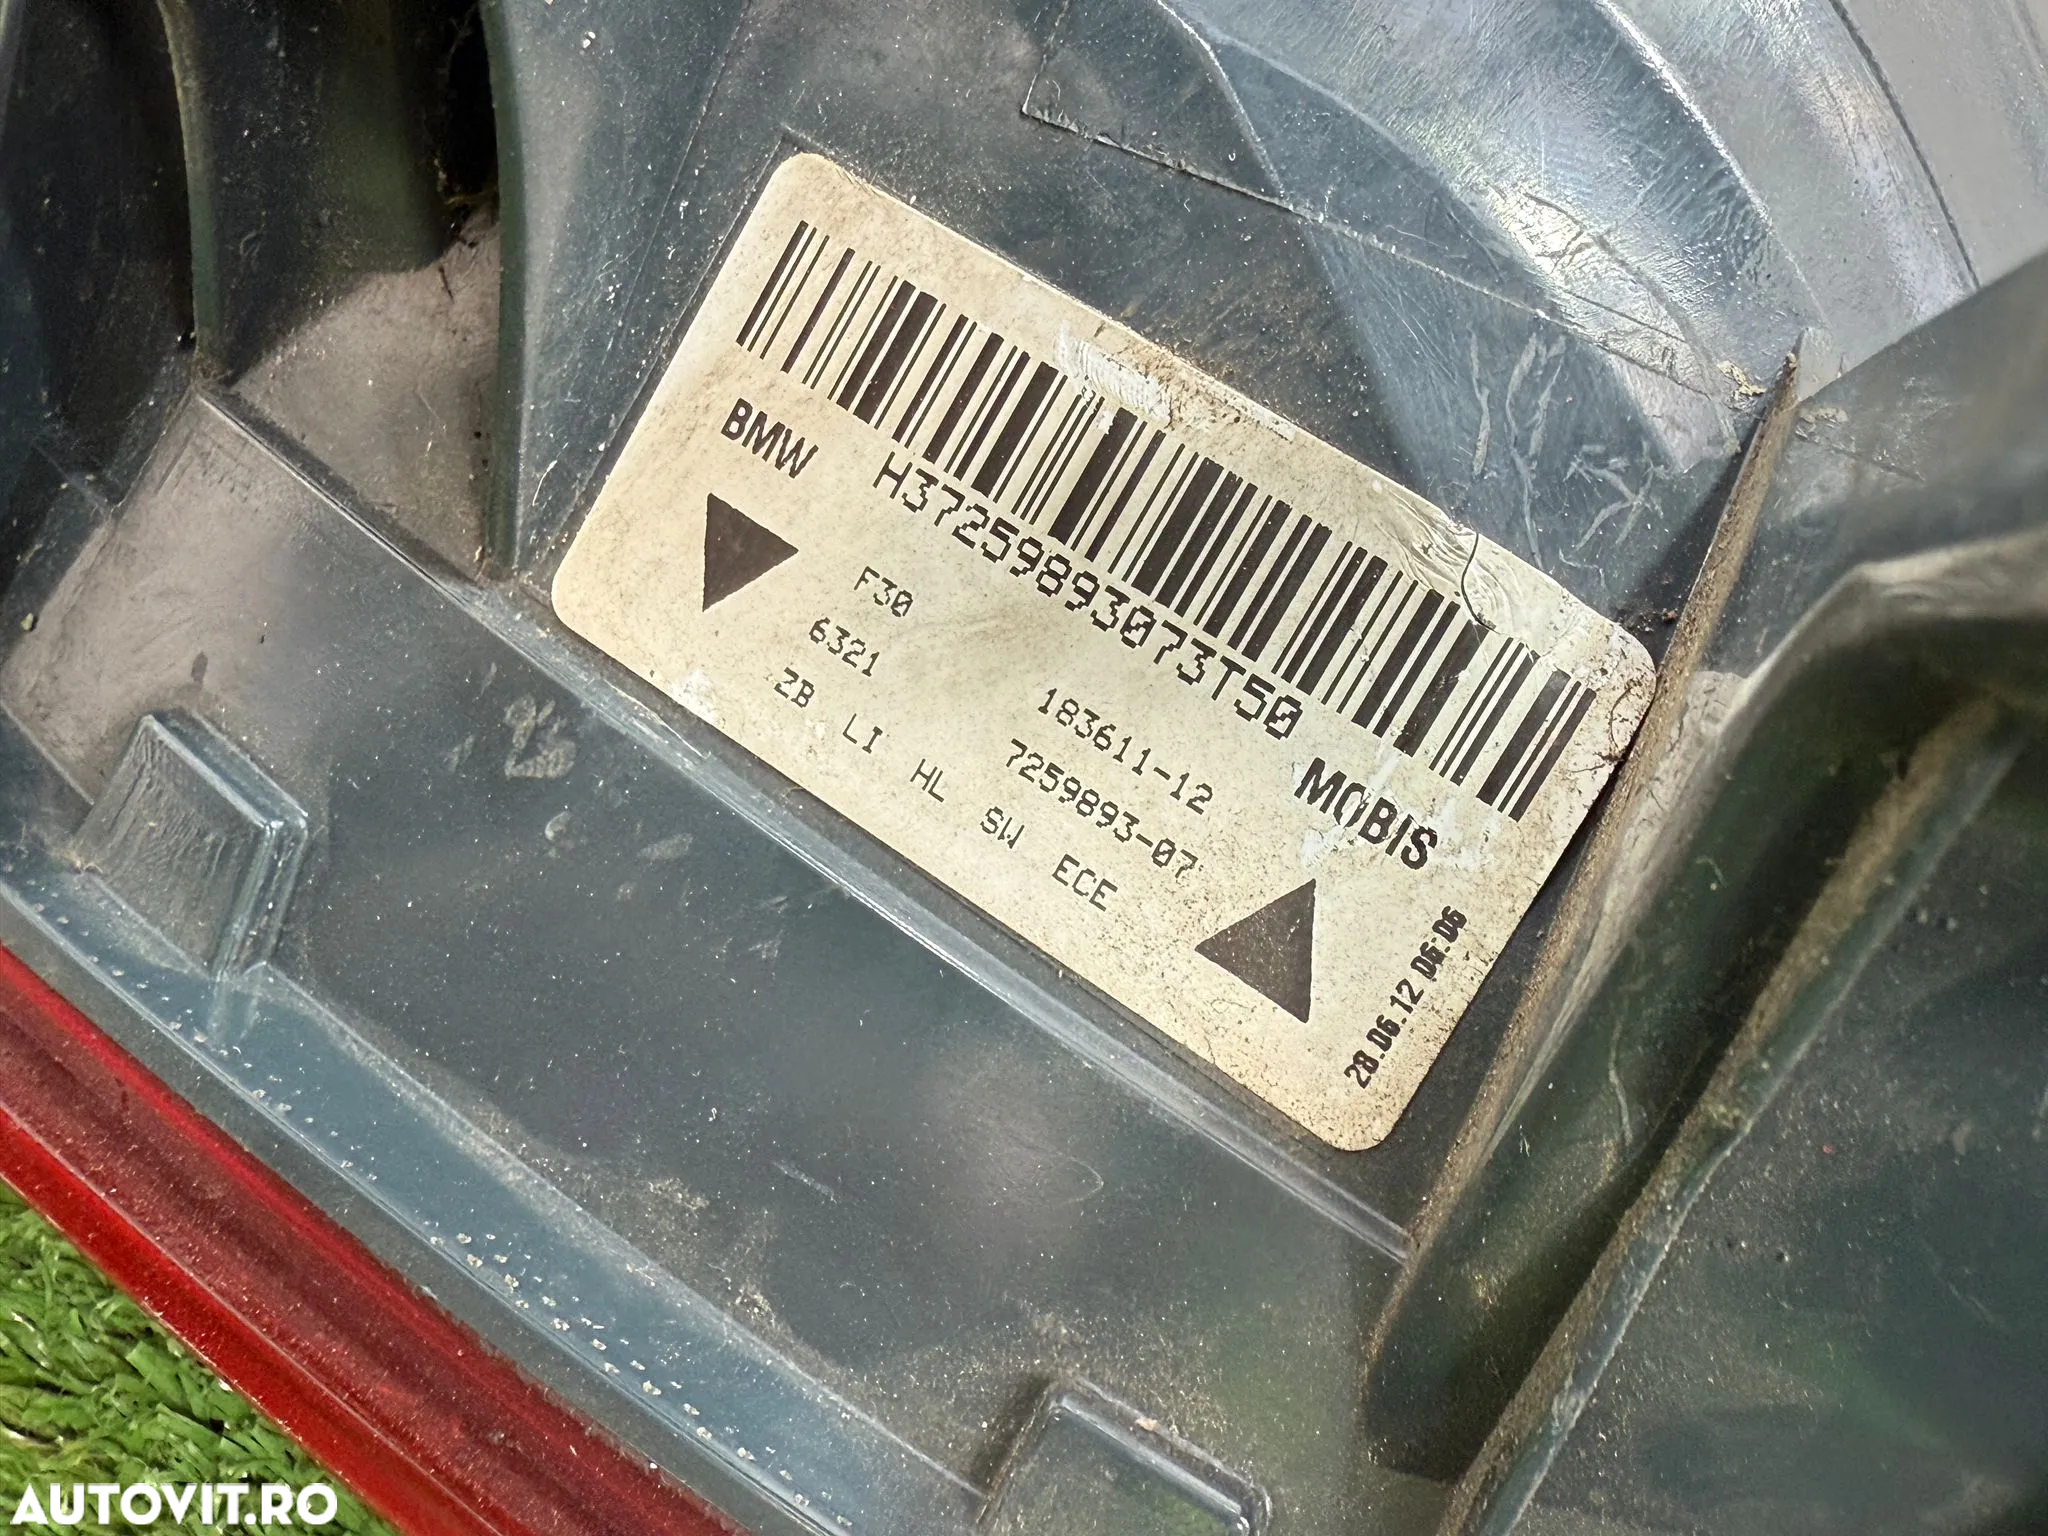 BMW H37259893073T50 MOBIS
F30 183611-12
6321 7259893-07
ZB LI HL SW ECE
28.06.12 06:06
AUTOVIT.RO